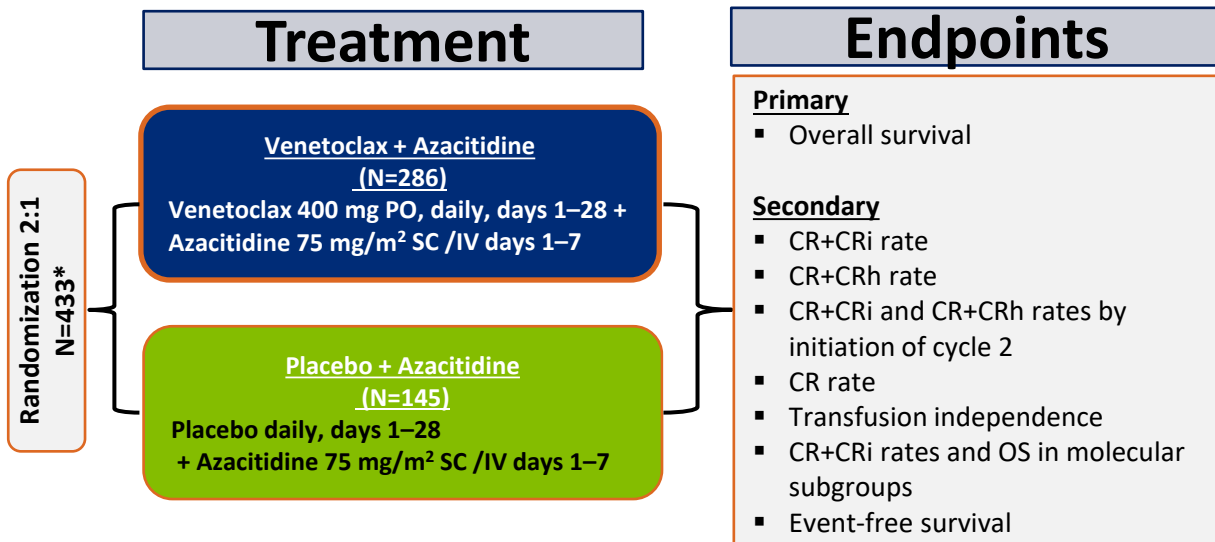 Treatment
Endpoints
Randomization 2:1
N=433*
Venetoclax + Azacitidine
(N=286)
Venetoclax 400 mg PO, daily, days 1–28 +
Azacitidine 75 mg/m² SC /IV days 1–7
Placebo + Azacitidine
(N=145)
Placebo daily, days 1–28
+ Azacitidine 75 mg/m² SC /IV days 1–7
Primary
▪ Overall survival
Secondary
▪ CR+CRi rate
▪ CR+CRh rate
▪ CR+CRi and CR+CRh rates by
initiation of cycle 2
▪ CR rate
▪ Transfusion independence
▪ CR+CRi rates and OS in molecular
subgroups
▪ Event-free survival